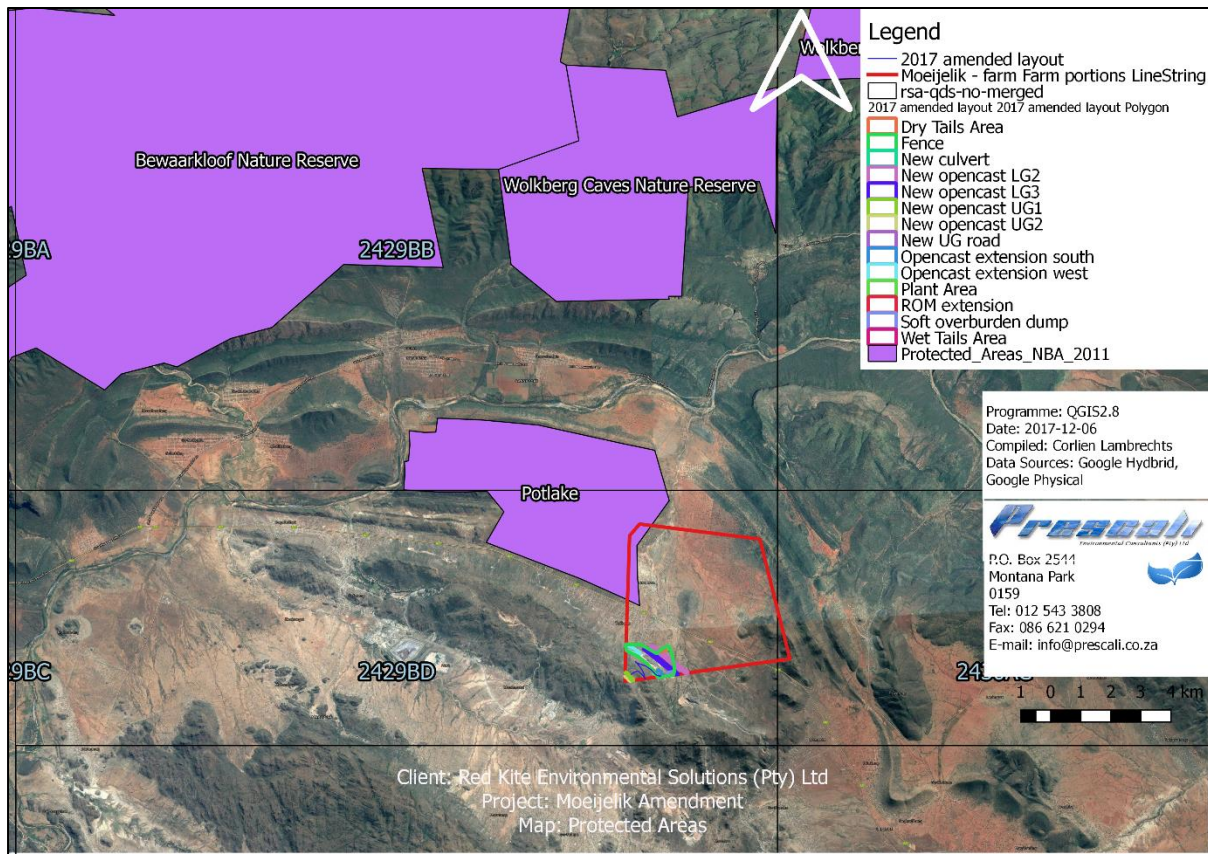 Legend
2017 amended layout
Moeijelik - farm Farm portions LineString
rsa-qds-no-merged
2017 amended layout 2017 amended layout Polygon
Dry Tails Area
Fence
New culvert
New opencast LG2
New opencast LG3
New opencast UG1
New opencast UG2
New UG road
Opencast extension south
Opencast extension west
Plant Area
ROM extension
Soft overburden dump
Wet Tails Area
Protected_Areas_NBA_2011
Bewaarkloof Nature Reserve
Wolkberg Caves Nature Reserve
29BA
2429BB
Potlake
29BC
2429BD
Programme: QGIS2.8
Date: 2017-12-06
Compiled: Corlien Lambrechts
Data Sources: Google Hydbrid,
Google Physical
Prescali
Environmental Consultants (Pty) Ltd
P.O. Box 2544
Montana Park
0159
Tel: 012 543 3808
Fax: 086 621 0294
E-mail: info@prescali.co.za
1 0 1 2 3 4 km
Client: Red Kite Environmental Solutions (Pty) Ltd
Project: Moeijelik Amendment
Map: Protected Areas